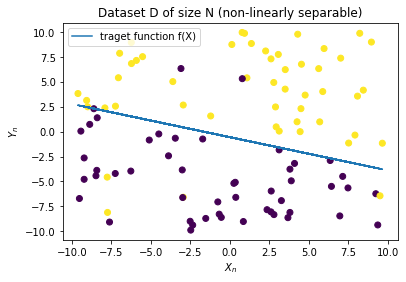 Dataset D of size N (non-linearly separable)
traget function f(X)
10.0
7.5
5.0
2.5
0.0
−2.5
−5.0
−7.5
−10.0
Yn
−10.0 −7.5 −5.0 −2.5 0.0 2.5 5.0 7.5 10.0
Xn